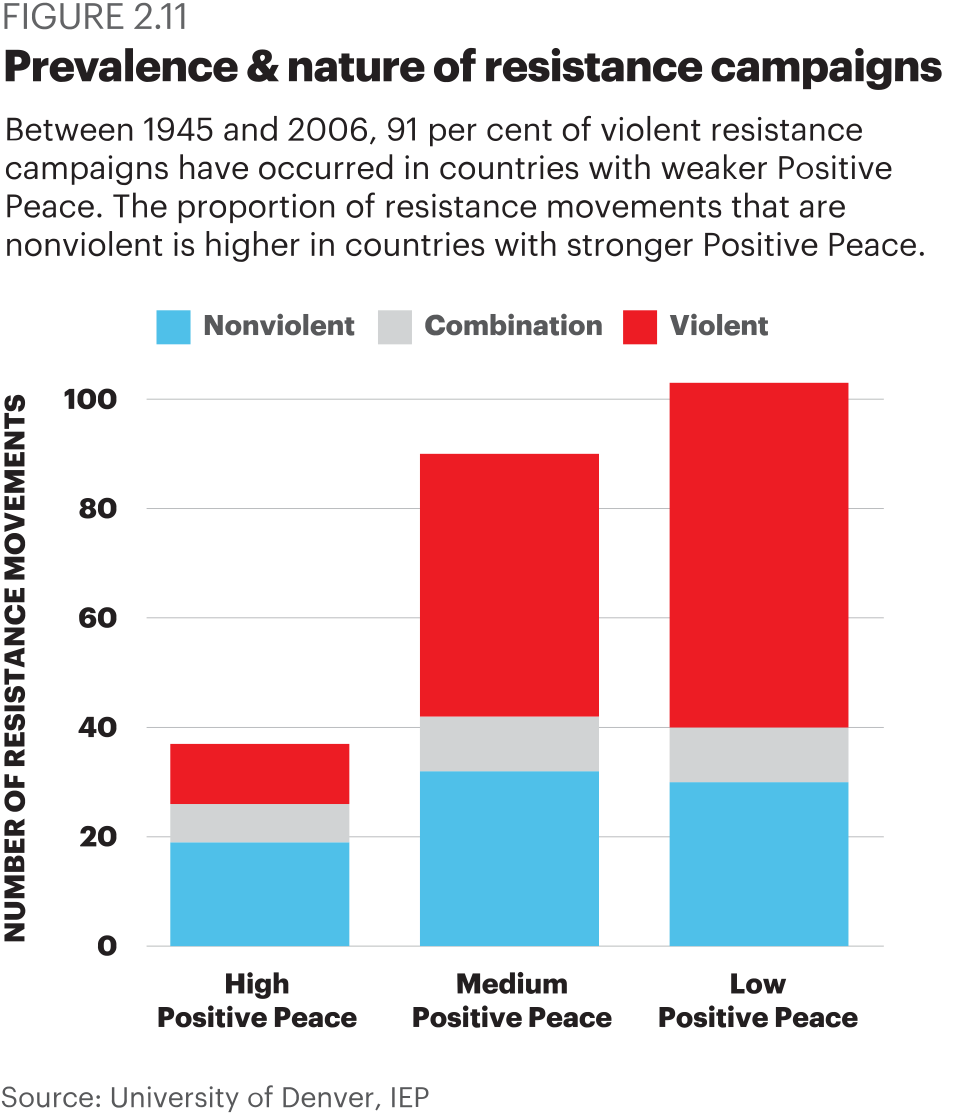 FIGURE 2.11
Prevalence & nature of resistance campaigns
Between 1945 and 2006, 91 per cent of violent resistance
campaigns have occurred in countries with weaker Positive
Peace. The proportion of resistance movements that are
nonviolent is higher in countries with stronger Positive Peace.
Nonviolent Combination Violent
NUMBER OF RESISTANCE MOVEMENTS
100
80
60
40
20
0
High
Positive Peace
Medium
Positive Peace
Low
Positive Peace
Source: University of Denver, IEP